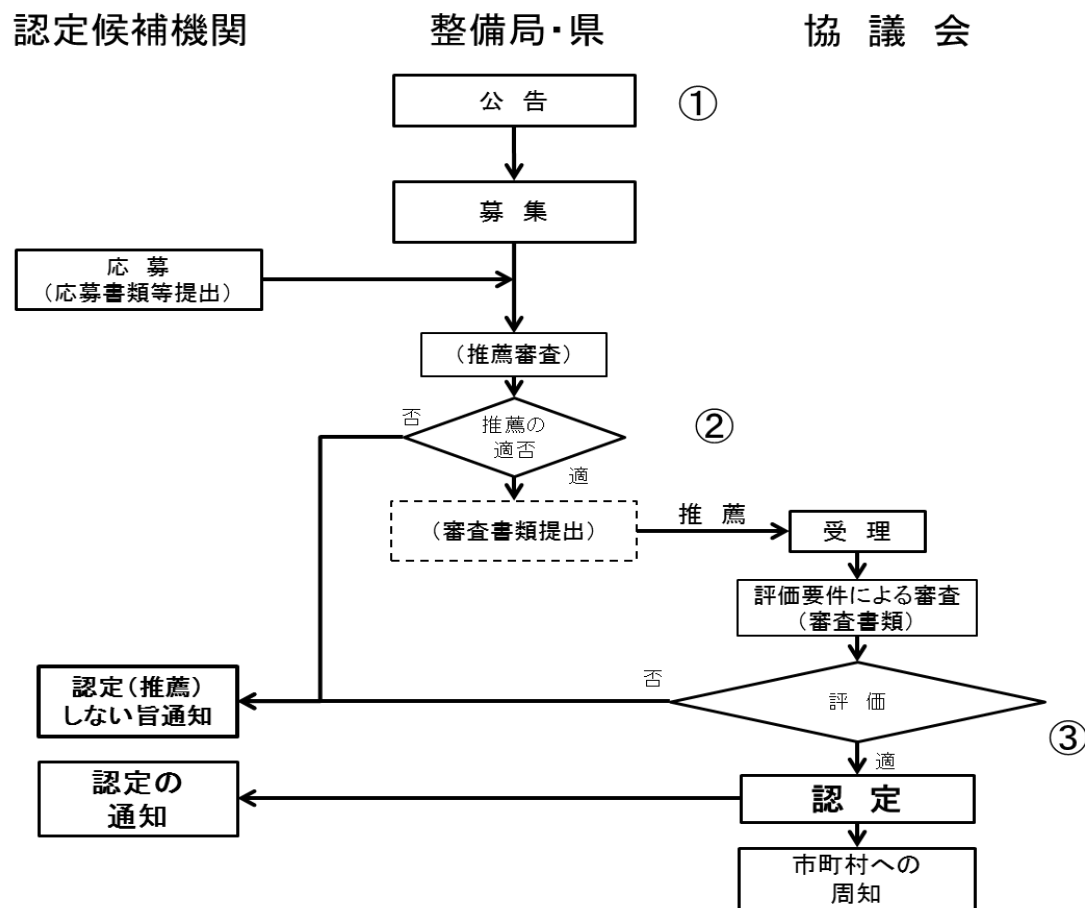 認定候補機関
整備局・県
協 議 会
公 告
①
募 集
応 募
（応募書類等提出）
（推薦審査）
否
推薦の
適否
②
適
（審査書類提出）
推 薦
受 理
評価要件による審査
（審査書類）
否
評 価
認定（推薦）
しない旨通知
③
適
認定の
通知
認 定
市町村への
周知